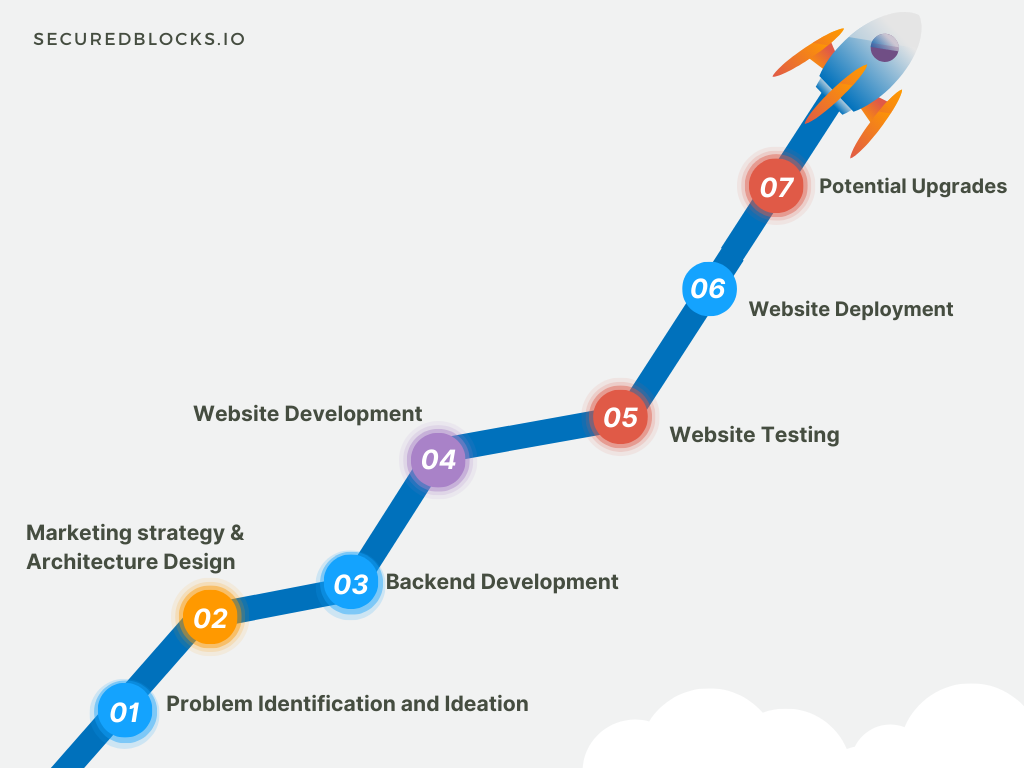 SECUREDBLOCKS.IO
07
Potential Upgrades
06
Website Deployment
Website Development
05
Website Testing
04
Marketing strategy &
Architecture Design
03
Backend Development
02
01
Problem Identification and Ideation